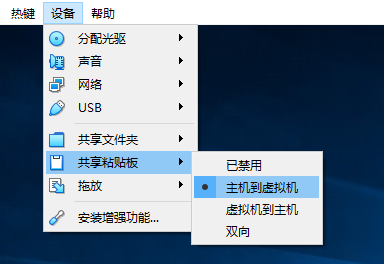 热键 设备 帮助
分配光驱
声音
网络
USB
共享文件夹
共享粘贴板
拖放
安装增强功能...
已禁用
主机到虚拟机
虚拟机到主机
双向